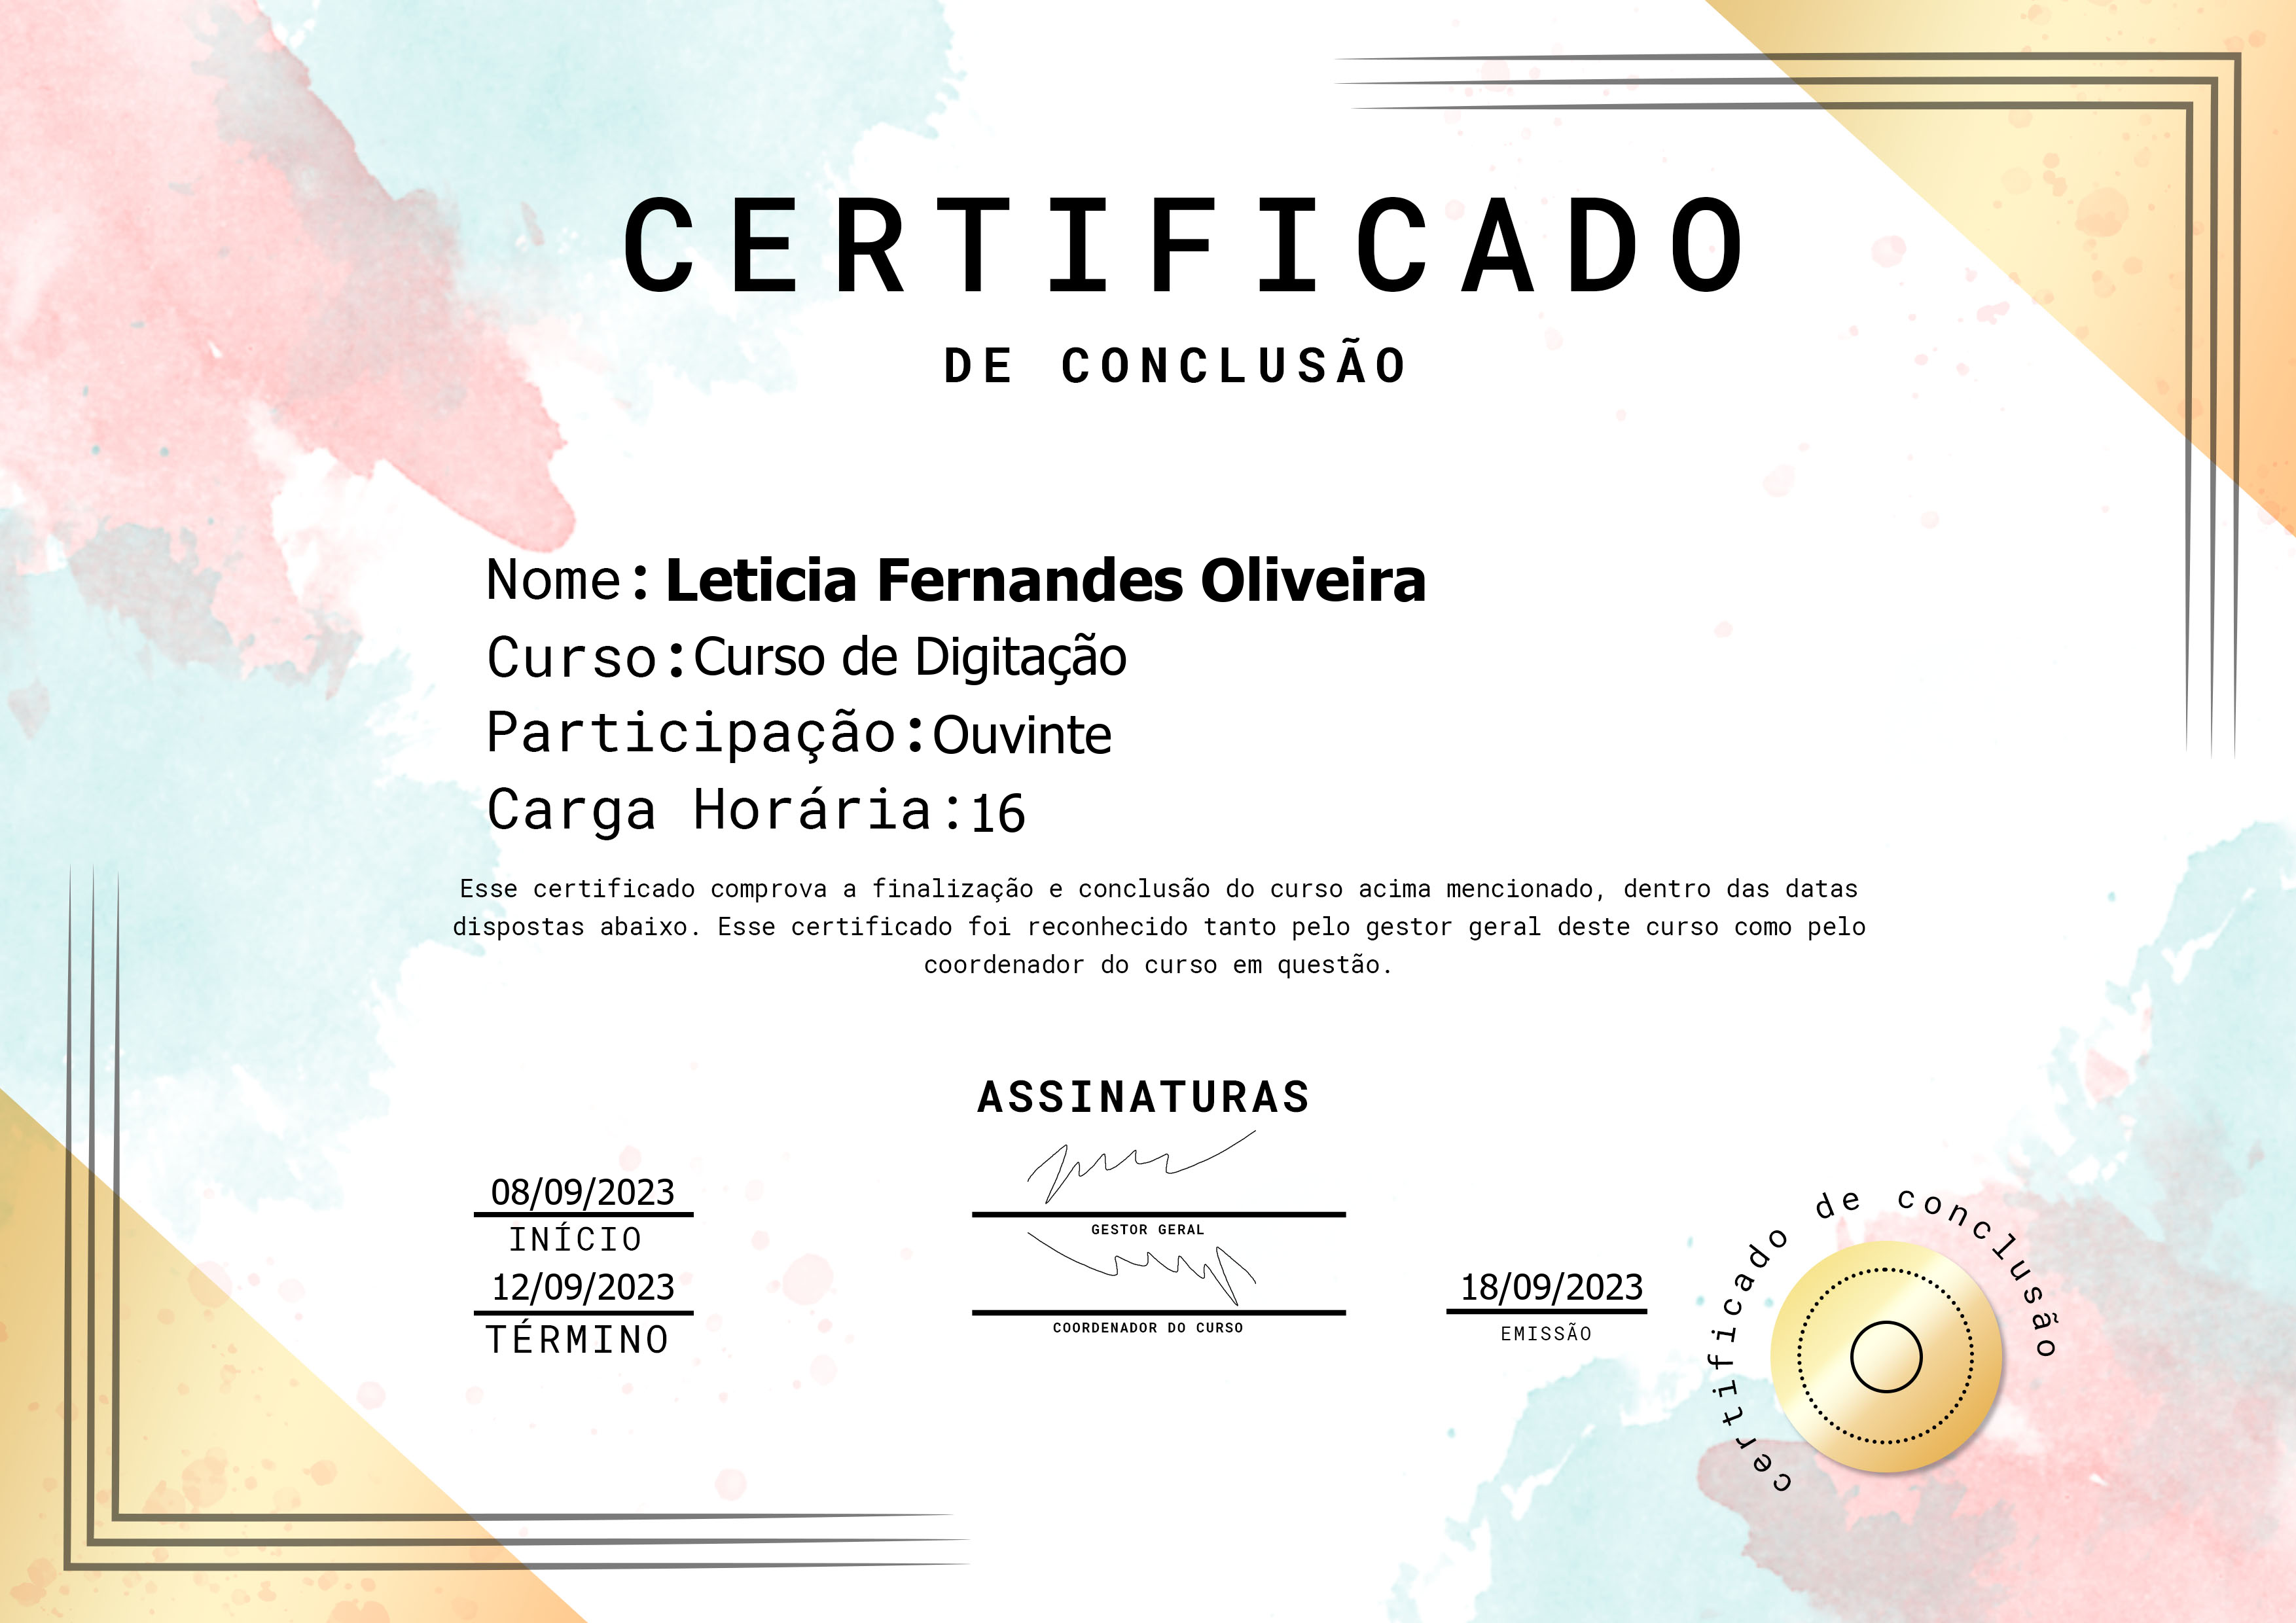 CERTIFICADO
DE CONCLUSÃO
Nome: Leticia Fernandes Oliveira
Curso: Curso de Digitação
Participação: Ouvinte
Carga Horária: 16
Esse certificado comprova a finalização e conclusão do curso acima mencionado, dentro das datas
dispostas abaixo. Esse certificado foi reconhecido tanto pelo gestor geral deste curso como pelo
coordenador do curso em questão.
ASSINATURAS
08/09/2023
INÍCIO
GESTOR GERAL
12/09/2023
TÉRMINO
COORDENADOR DO CURSO
18/09/2023
EMISSÃO
certificado de conclusão